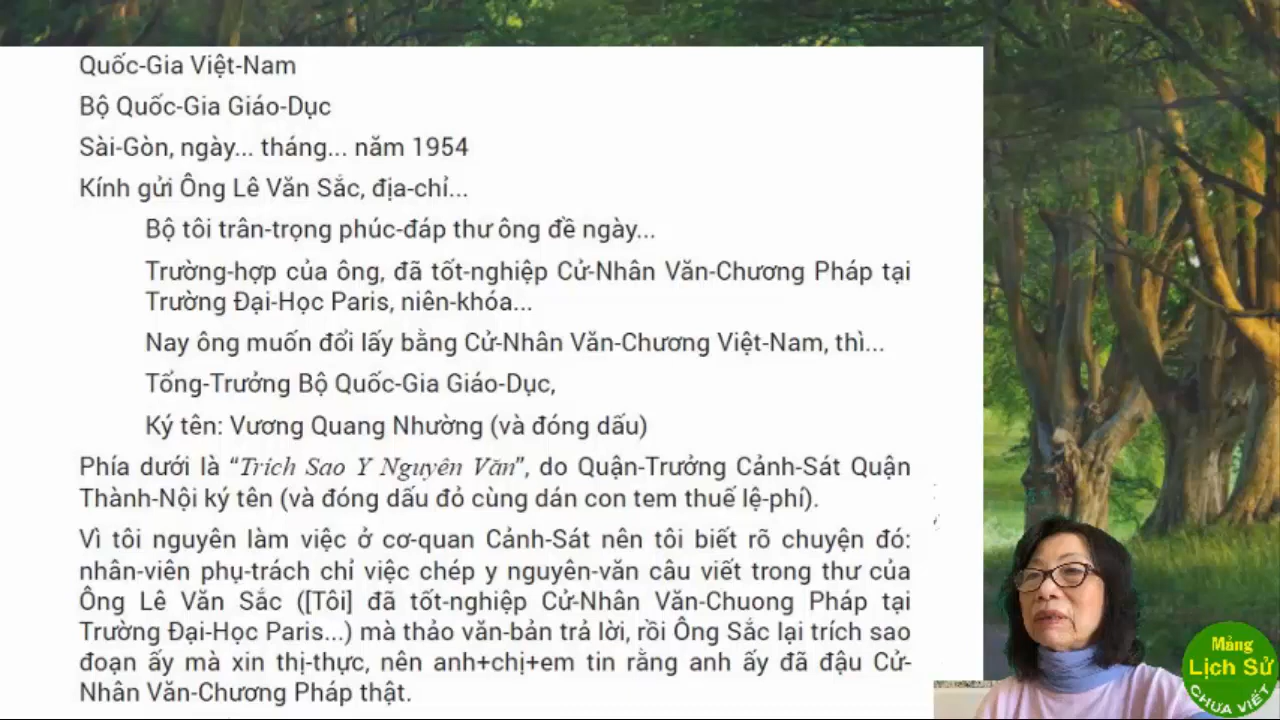 Quốc-Gia Việt-Nam
Bộ Quốc-Gia Giáo-Dục
Sài-Gòn, ngày... tháng... năm 1954
Kính gửi Ông Lê Văn Sắc, địa-chỉ...
Bộ tôi trân-trọng phúc-đáp thư ông đề ngày...
Trường-hợp của ông, đã tốt-nghiệp Cử-Nhân Văn-Chương Pháp tại
Trường Đại-Học Paris, niên-khóa...
Nay ông muốn đổi lấy bằng Cử-Nhân Văn-Chương Việt-Nam, thì...
Tổng-Trưởng Bộ Quốc-Gia Giáo-Dục,
Ký tên: Vương Quang Nhường (và đóng dấu)
Phía dưới là “Trích Sao Y Nguyên Văn”, do Quận-Trưởng Cảnh-Sát Quận
Thành-Nội ký tên (và đóng dấu đỏ cùng dán con tem thuế lệ-phí).
Vì tôi nguyên làm việc ở cơ-quan Cảnh-Sát nên tôi biết rõ chuyện đó:
nhân-viên phụ-trách chỉ việc chép y nguyên-văn câu viết trong thư của
Ông Lê Văn Sắc ([Tôi] đã tốt-nghiệp Cử-Nhân Văn-Chuong Pháp tại
Trường Đại-Học Paris...) mà thảo văn-bản trả lời, rồi Ông Sắc lại trích sao
đoạn ấy mà xin thị-thực, nên anh+chị+em tin rằng anh ấy đã đậu Cử-
Nhân Văn-Chương Pháp thật.
Mảng
Lịch Sử
CHƯA VIẾT